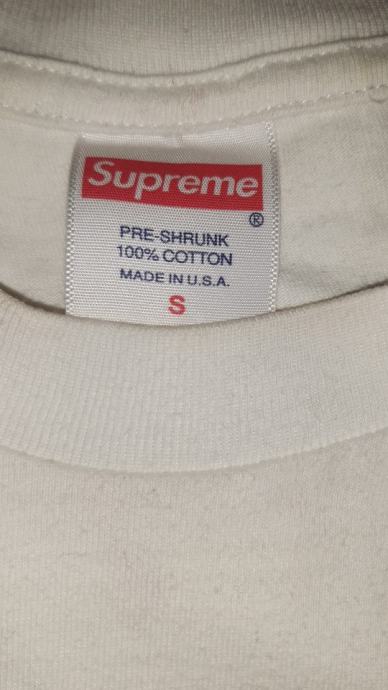 Supreme
®
PRE-SHRUNK
100% COTTON
MADE IN U.S.A.
S